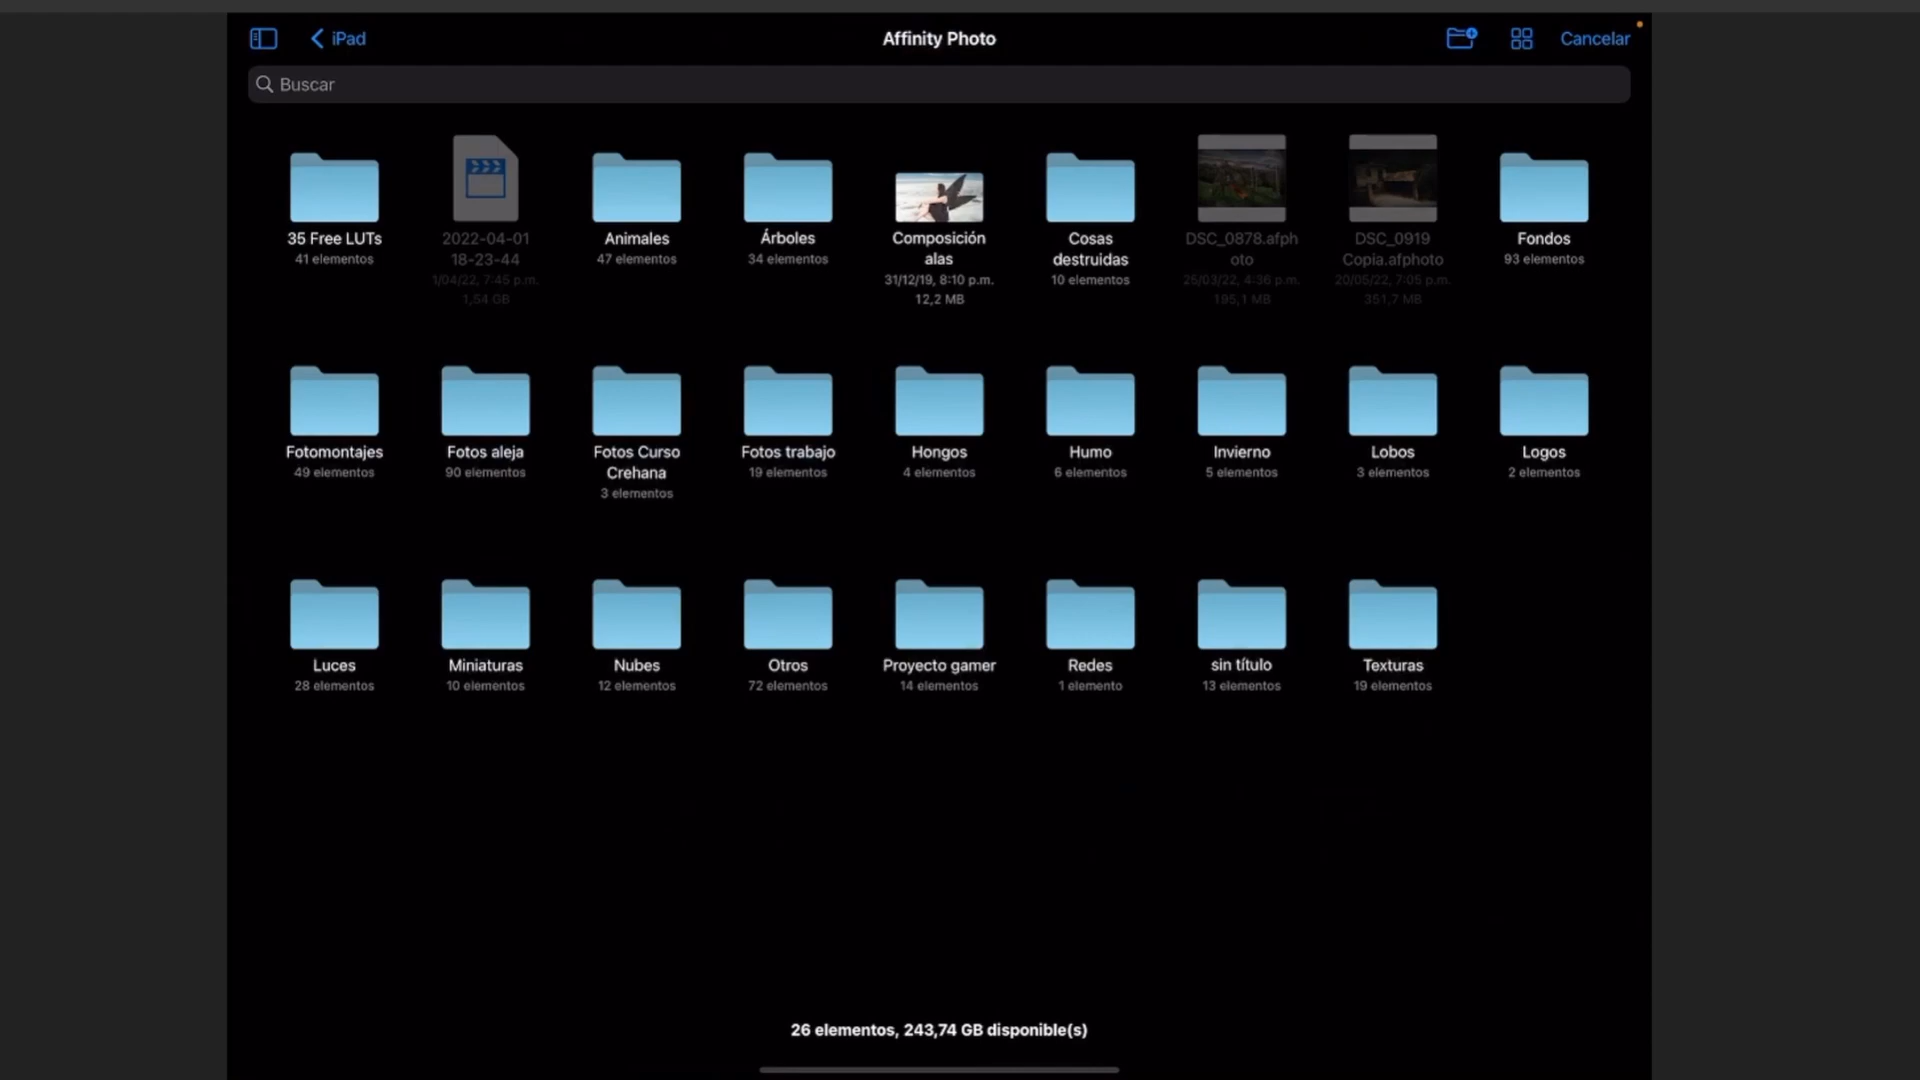 iPad
Affinity Photo
Cancelar
Buscar
35 Free LUTs
41 elementos
2022-04-01
18-23-44
1/04/22, 7:45 p.m.
1,54 GB
Animales
47 elementos
Árboles
34 elementos
Composición
alas
31/12/19, 8:10 p.m.
12,2 MB
Cosas
destruidas
10 elementos
DSC_0878.afph
oto
25/03/22, 4:36 p.m.
195,1 MB
DSC_0919
Copia.afphoto
20/05/22, 7:05 p.m.
351,7 MB
Fondos
93 elementos
Fotomontajes
49 elementos
Fotos aleja
90 elementos
Fotos Curso
Crehana
3 elementos
Fotos trabajo
19 elementos
Hongos
4 elementos
Humo
6 elementos
Invierno
5 elementos
Lobos
3 elementos
Logos
2 elementos
Luces
28 elementos
Miniaturas
10 elementos
Nubes
12 elementos
Otros
72 elementos
Proyecto gamer
14 elementos
Redes
1 elemento
sin título
13 elementos
Texturas
19 elementos
26 elementos, 243,74 GB disponible(s)